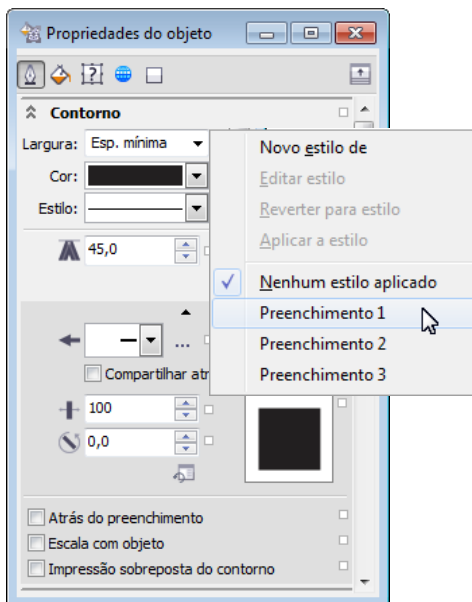 Propriedades do objeto
Contorno
Largura: Esp. mínima
Novo estilo de
Cor:
Editar estilo
Estilo:
Reverter para estilo
Aplicar a estilo
45,0
Nenhum estilo aplicado
Preenchimento 1
...
Preenchimento 2
Compartilhar atr
Preenchimento 3
100
0,0
Atrás do preenchimento
Escala com objeto
Impressão sobreposta do contorno